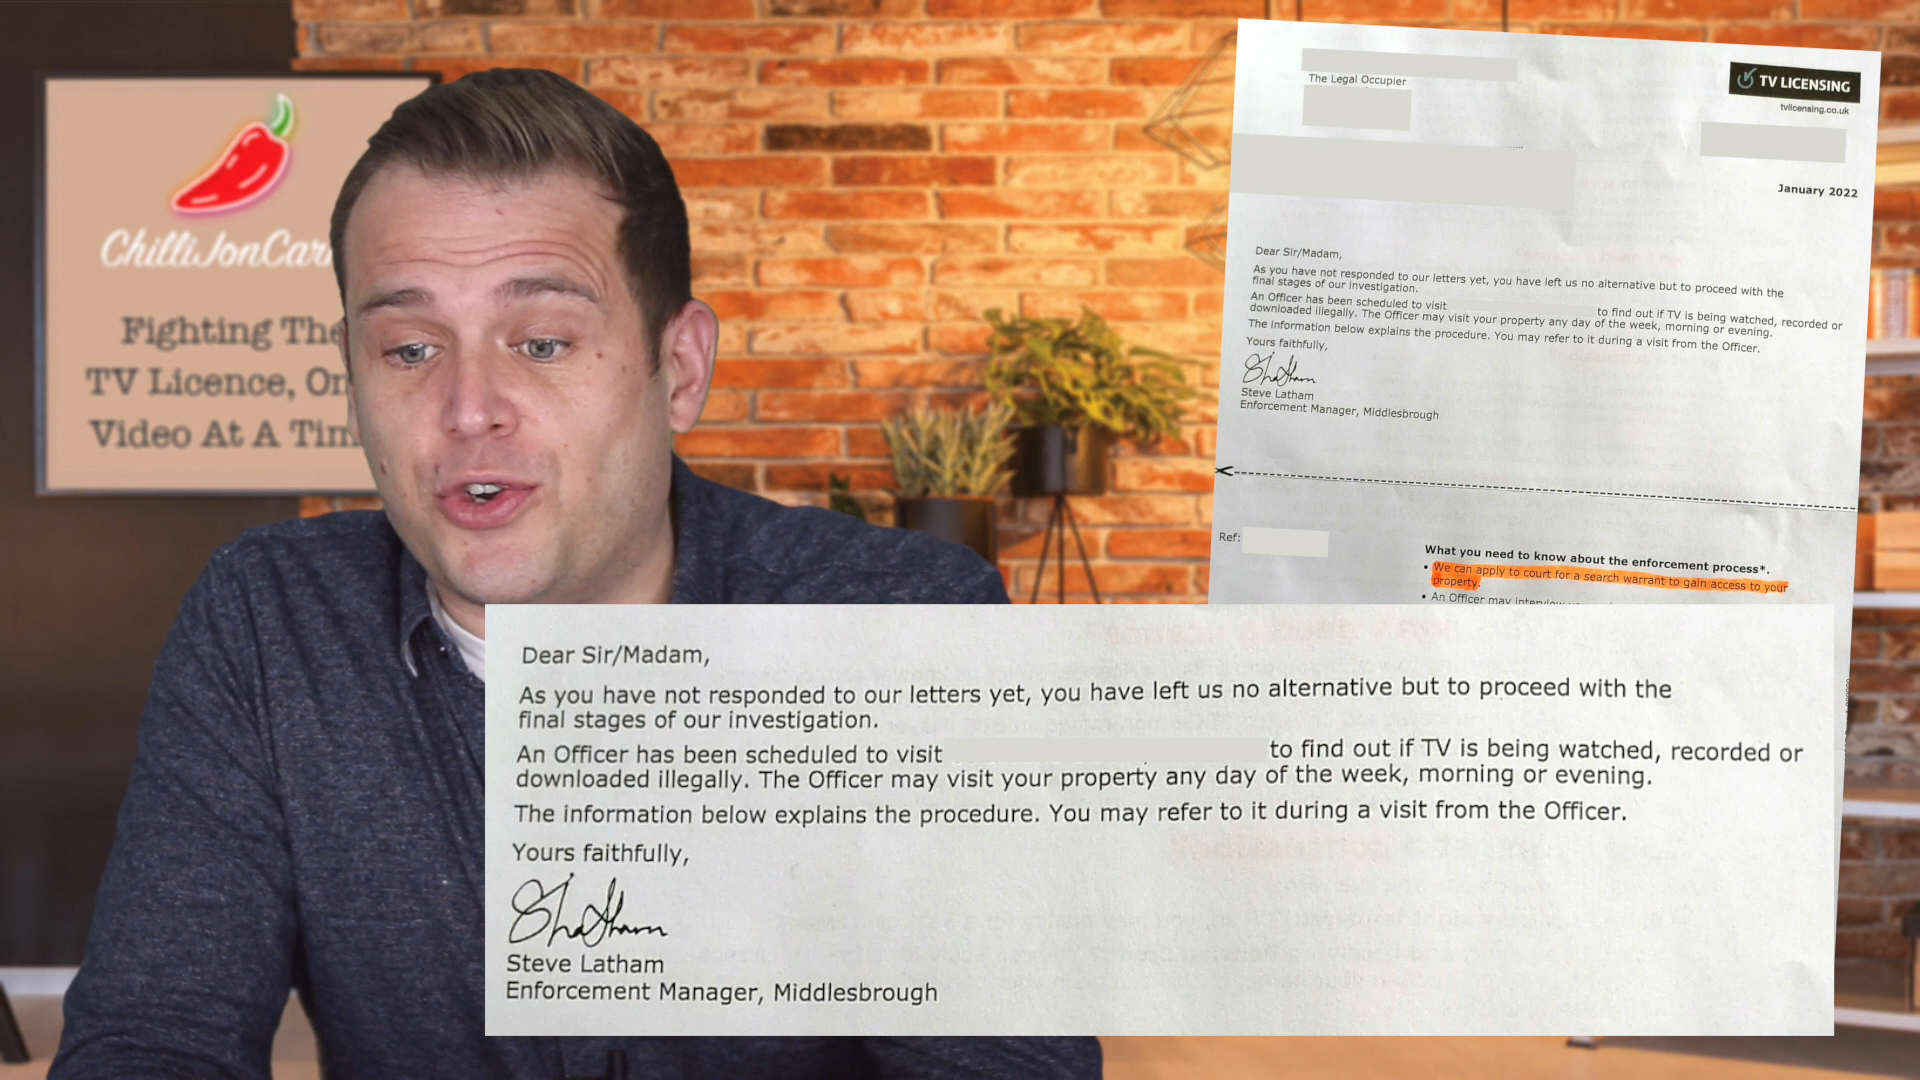 ChilliJonCar
Fighting The
TV Licence, On
Video At A Tim
The Legal Occupier
TV LICENSING
tvlicensing.co.uk
January 2022
Dear Sir/Madam,
As you have not responded to our letters yet, you have left us no alternative but to proceed with the
final stages of our investigation.
An Officer has been scheduled to visit to find out if TV is being watched, recorded or
downloaded illegally. The Officer may visit your property any day of the week, morning or evening.
The information below explains the procedure. You may refer to it during a visit from the Officer.
Yours faithfully,
Steve Latham
Enforcement Manager, Middlesbrough
Ref:
What you need to know about the enforcement process*.
• We can apply to court for a search warrant to gain access to your
property.
• An Officer may interview
Dear Sir/Madam,
As you have not responded to our letters yet, you have left us no alternative but to proceed with the
final stages of our investigation.
An Officer has been scheduled to visit to find out if TV is being watched, recorded or
downloaded illegally. The Officer may visit your property any day of the week, morning or evening.
The information below explains the procedure. You may refer to it during a visit from the Officer.
Yours faithfully,
Steve Latham
Enforcement Manager, Middlesbrough